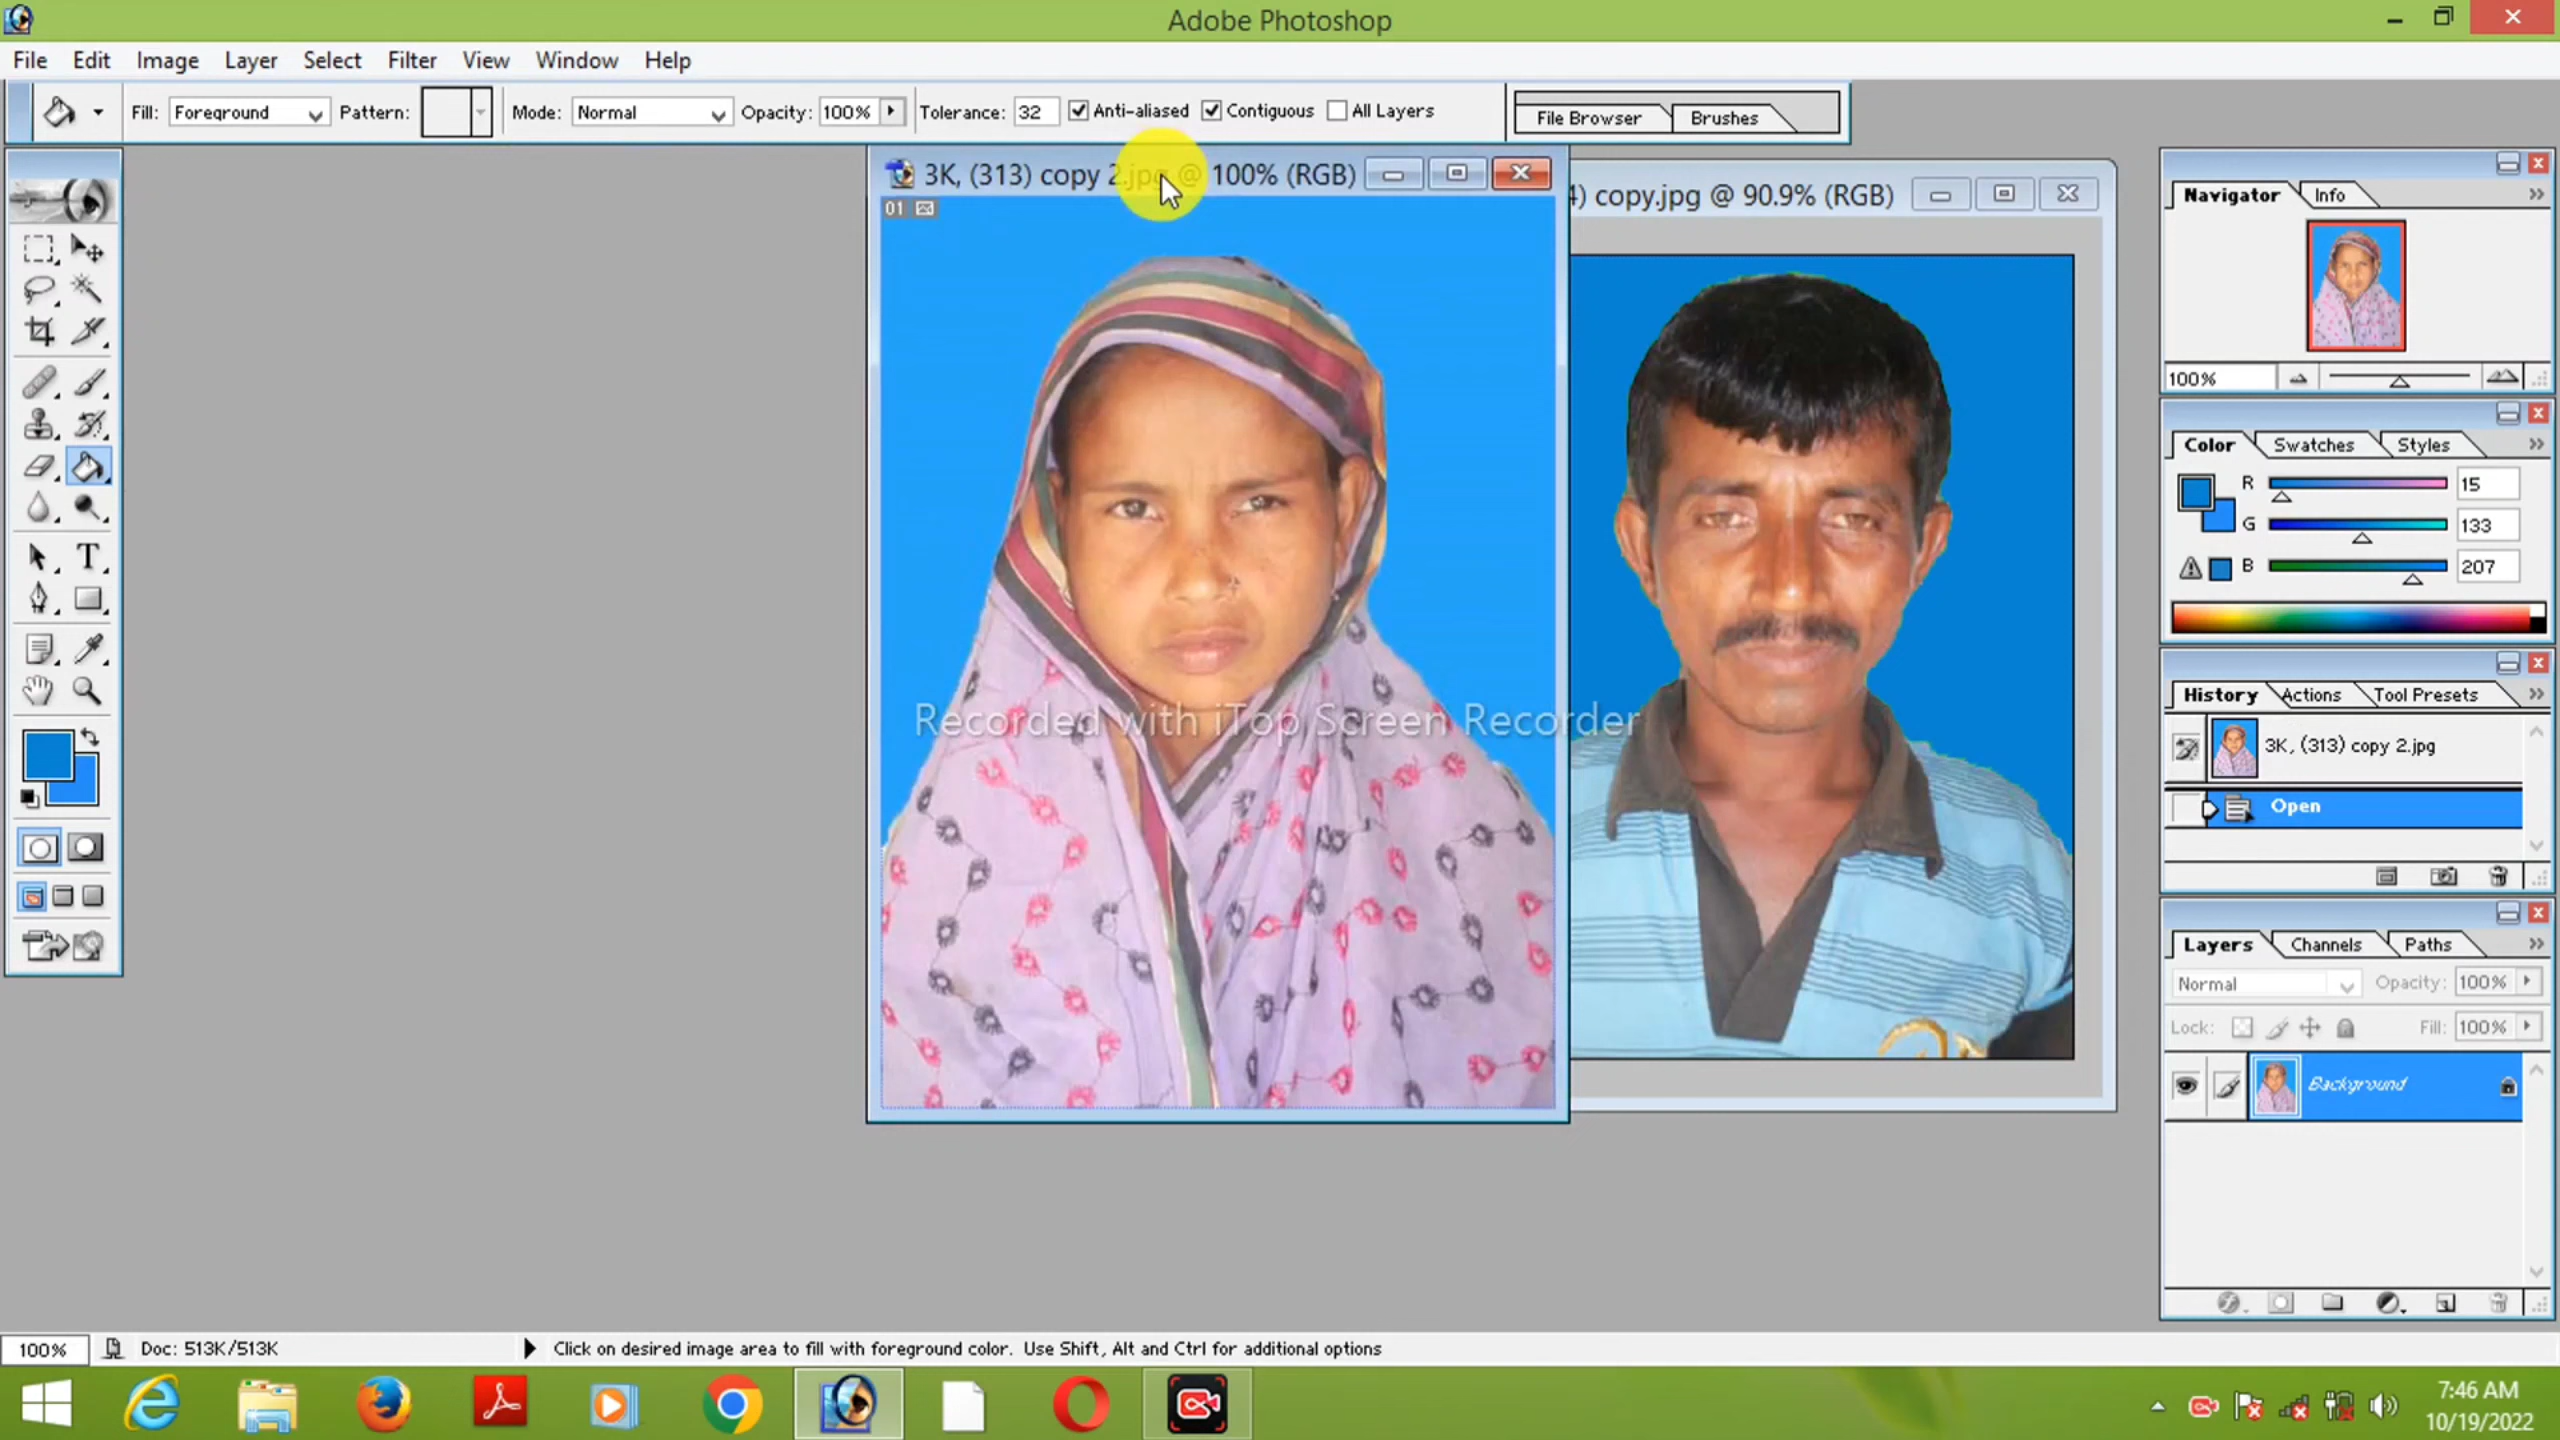 Adobe Photoshop
File Edit Image Layer Select Filter View Window Help
Fill: Foreground Pattern: Mode: Normal Opacity: 100% Tolerance: 32 Anti-aliased Contiguous All Layers File Browser Brushes
3K, (313) copy 2.jpg @ 100% (RGB)
4) copy.jpg @ 90.9% (RGB)
01
Navigator Info
100%
Color Swatches Styles
R 15
G 133
B 207
History Actions Tool Presets
3K, (313) copy 2.jpg
Open
Recorded with iTop Screen Recorder
Layers Channels Paths
Normal Opacity: 100%
Lock: Fill: 100%
Background
100% Doc: 513K/513K Click on desired image area to fill with foreground color. Use Shift, Alt and Ctrl for additional options
7:46 AM
10/19/2022